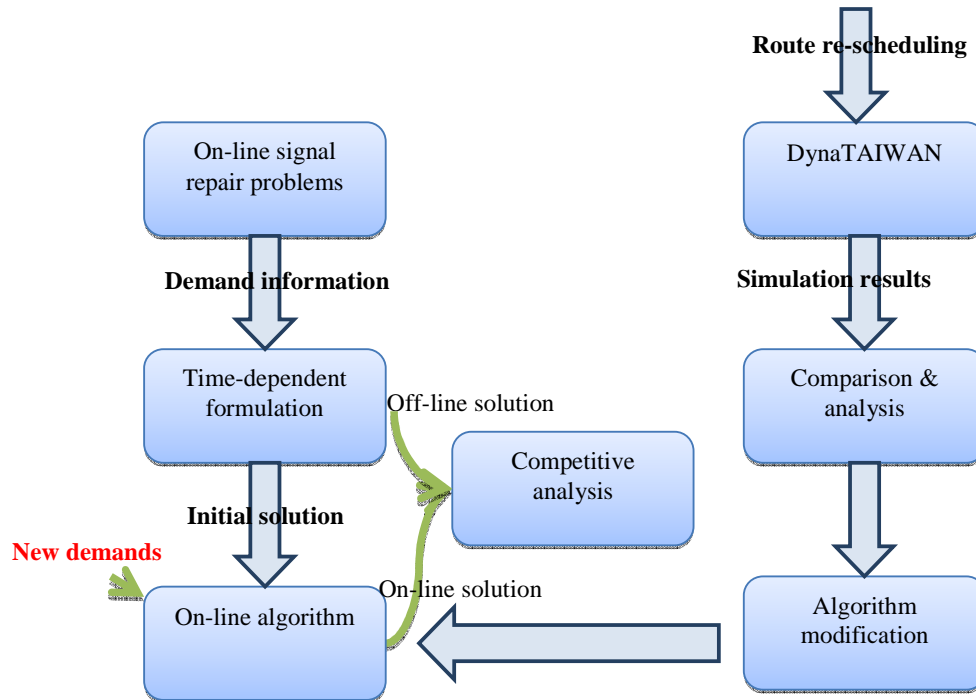 Route re-scheduling
On-line signal
repair problems
DynaTAIWAN
Demand information
Simulation results
Time-dependent
formulation
Off-line solution
Comparison &
analysis
Competitive
analysis
Initial solution
New demands
On-line algorithm
On-line solution
Algorithm
modification